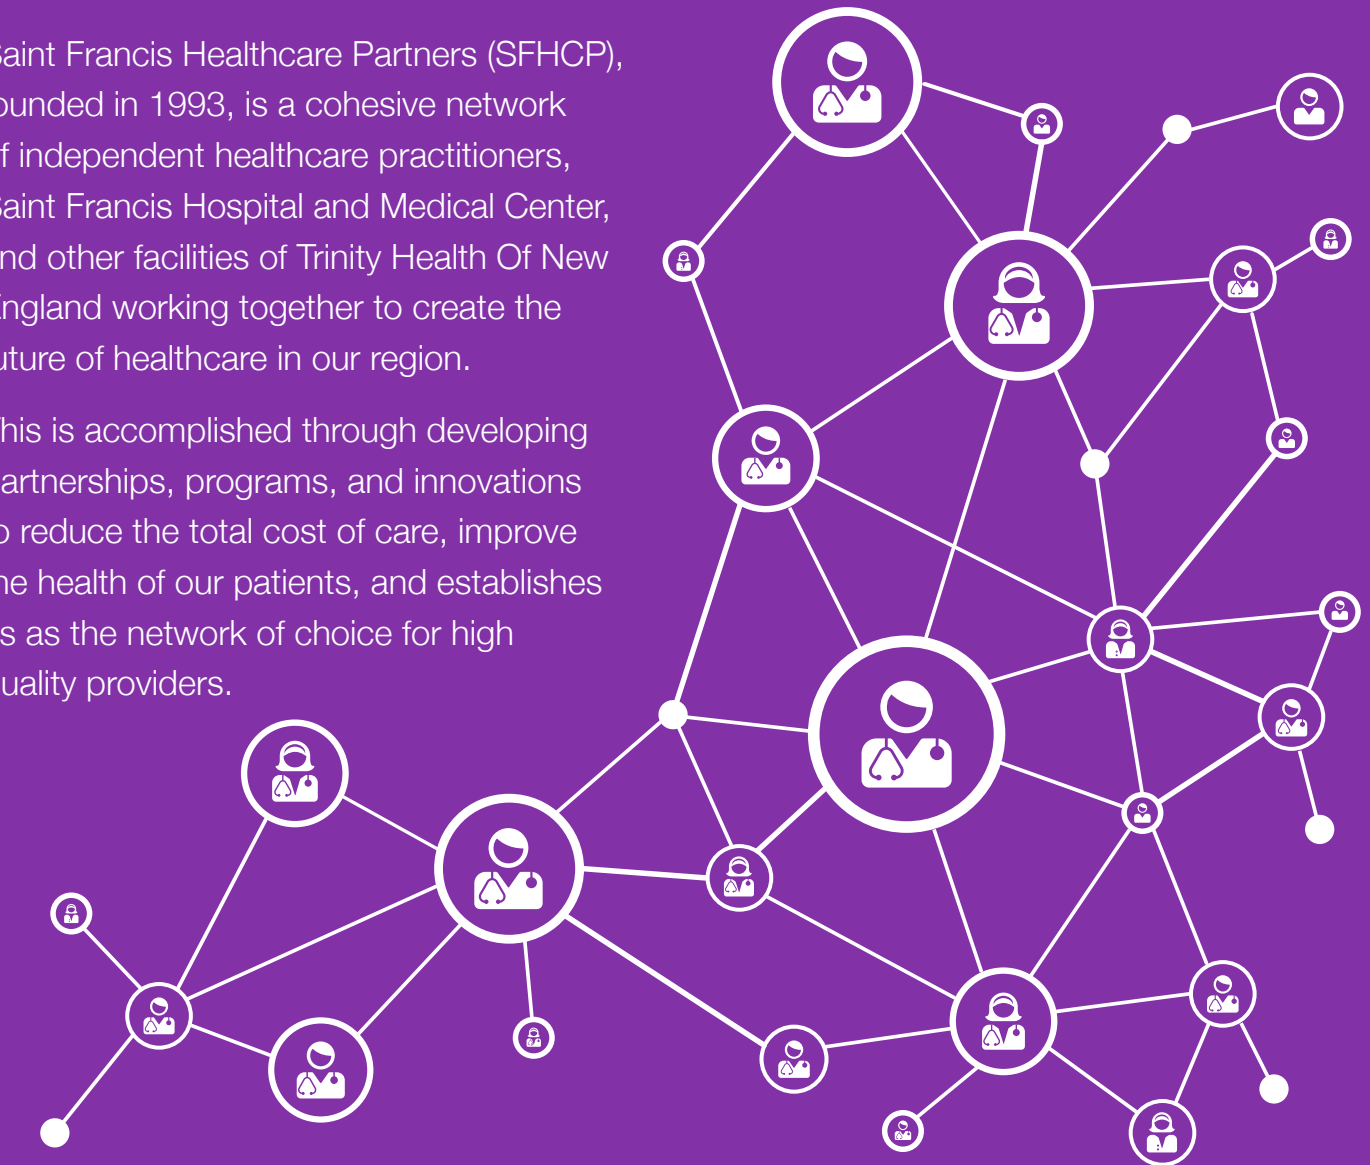 Saint Francis Healthcare Partners (SFHCP),
ounded in 1993, is a cohesive network
f independent healthcare practitioners,
Saint Francis Hospital and Medical Center,
nd other facilities of Trinity Health Of New
England working together to create the
uture of healthcare in our region.
This is accomplished through developing
artnerships, programs, and innovations
o reduce the total cost of care, improve
he health of our patients, and establishes
s as the network of choice for high
uality providers.